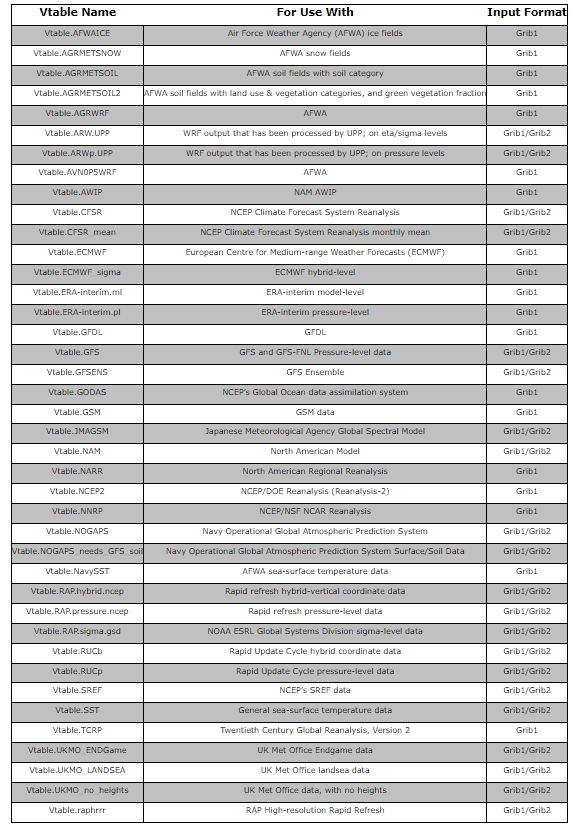 Vtable Name For Use With Input Format
Vtable.AFWAICE Air Force Weather Agency (AFWA) ice fields Grib1
Vtable.AGRMETSNOW AFWA snow fields Grib1
Vtable.AGRMETSOIL AFWA soil fields with soil category Grib1
Vtable.AGRMETSOIL2 AFWA soil fields with land use & vegetation categories, and green vegetation fraction Grib1
Vtable.AGRWRF AFWA Grib1
Vtable.ARW.UPP WRF output that has been processed by UPP; on eta/sigma levels Grib1/Grib2
Vtable.ARWp.UPP WRF output that has been processed by UPP; on pressure levels Grib1/Grib2
Vtable.AVN0P5WRF AFWA Grib1
Vtable.AWIP NAM AWIP Grib1
Vtable.CFSR NCEP Climate Forecast System Reanalysis Grib1/Grib2
Vtable.CFSR_mean NCEP Climate Forecast System Reanalysis monthly mean Grib1/Grib2
Vtable.ECMWF European Centre for Medium-range Weather Forecasts (ECMWF) Grib1
Vtable.ECMWF_sigma ECMWF hybrid-level Grib1
Vtable.ERA-interim.ml ERA-interim model-level Grib1
Vtable.ERA-interim.pl ERA-interim pressure-level Grib1
Vtable.GFDL GFDL Grib1
Vtable.GFS GFS and GFS-FNL Pressure-level data Grib1/Grib2
Vtable.GFSENS GFS Ensemble Grib1/Grib2
Vtable.GODAS NCEP's Global Ocean data assimilation system Grib1
Vtable.GSM GSM data Grib1
Vtable.JMAGSM Japanese Meteorological Agency Global Spectral Model Grib1/Grib2
Vtable.NAM North American Model Grib1/Grib2
Vtable.NARR North American Regional Reanalysis Grib1
Vtable.NCEP2 NCEP/DOE Reanalysis (Reanalysis-2) Grib1
Vtable.NNRP NCEP/NSF NCAR Reanalysis Grib1
Vtable.NOGAPS Navy Operational Global Atmospheric Prediction System Grib1/Grib2
Vtable.NOGAPS_needs_GFS_soil Navy Operational Global Atmospheric Prediction System Surface/Soil Data Grib1/Grib2
Vtable.NavySST AFWA sea-surface temperature data Grib1
Vtable.RAP.hybrid.ncep Rapid refresh hybrid-vertical coordinate data Grib1/Grib2
Vtable.RAP.pressure.ncep Rapid refresh pressure-level data Grib1/Grib2
Vtable.RAP.sigma.gsd NOAA ESRL Global Systems Division sigma-level data Grib1/Grib2
Vtable.RUCb Rapid Update Cycle hybrid coordinate data Grib1/Grib2
Vtable.RUCp Rapid Update Cycle pressure-level data Grib1/Grib2
Vtable.SREF NCEP's SREF data Grib1/Grib2
Vtable.SST General sea-surface temperature data Grib1/Grib2
Vtable.TCRP Twentieth Century Global Reanalysis, Version 2 Grib1
Vtable.UKMO_ENDGame UK Met Office Endgame data Grib1/Grib2
Vtable.UKMO_LANDSEA UK Met Office landsea data Grib1/Grib2
Vtable.UKMO_no_heights UK Met Office data, with no heights Grib1/Grib2
Vtable.raphrrr RAP High-resolution Rapid Refresh Grib1/Grib2